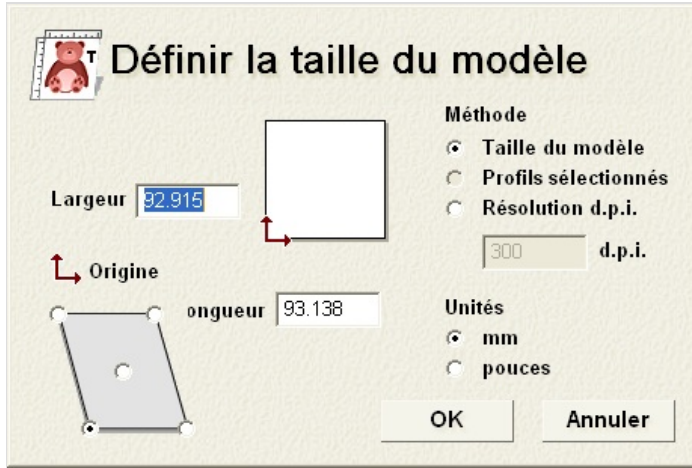 T
Définir la taille du modèle
Méthode
Taille du modèle
Profils sélectionnés
Largeur 92.915
Résolution d.p.i.
300 d.p.i.
Origine
ongueur 93.138
Unités
mm
pouces
OK Annuler